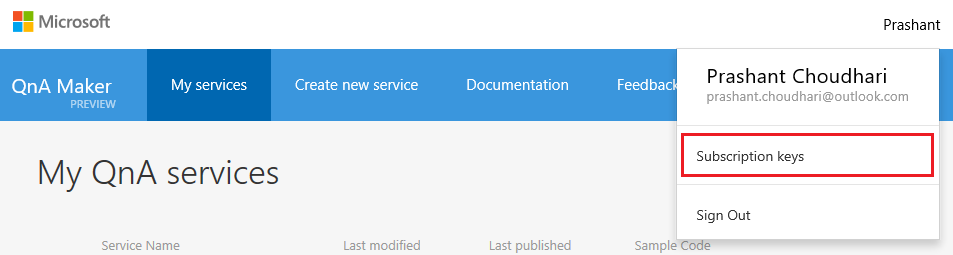 Microsoft
Prashant
QnA Maker
PREVIEW
My services
Create new service
Documentation
Feedback
Prashant Choudhari
prashant.choudhari@outlook.com
Subscription keys
Sign Out
My QnA services
Service Name
Last modified
Last published
Sample Code